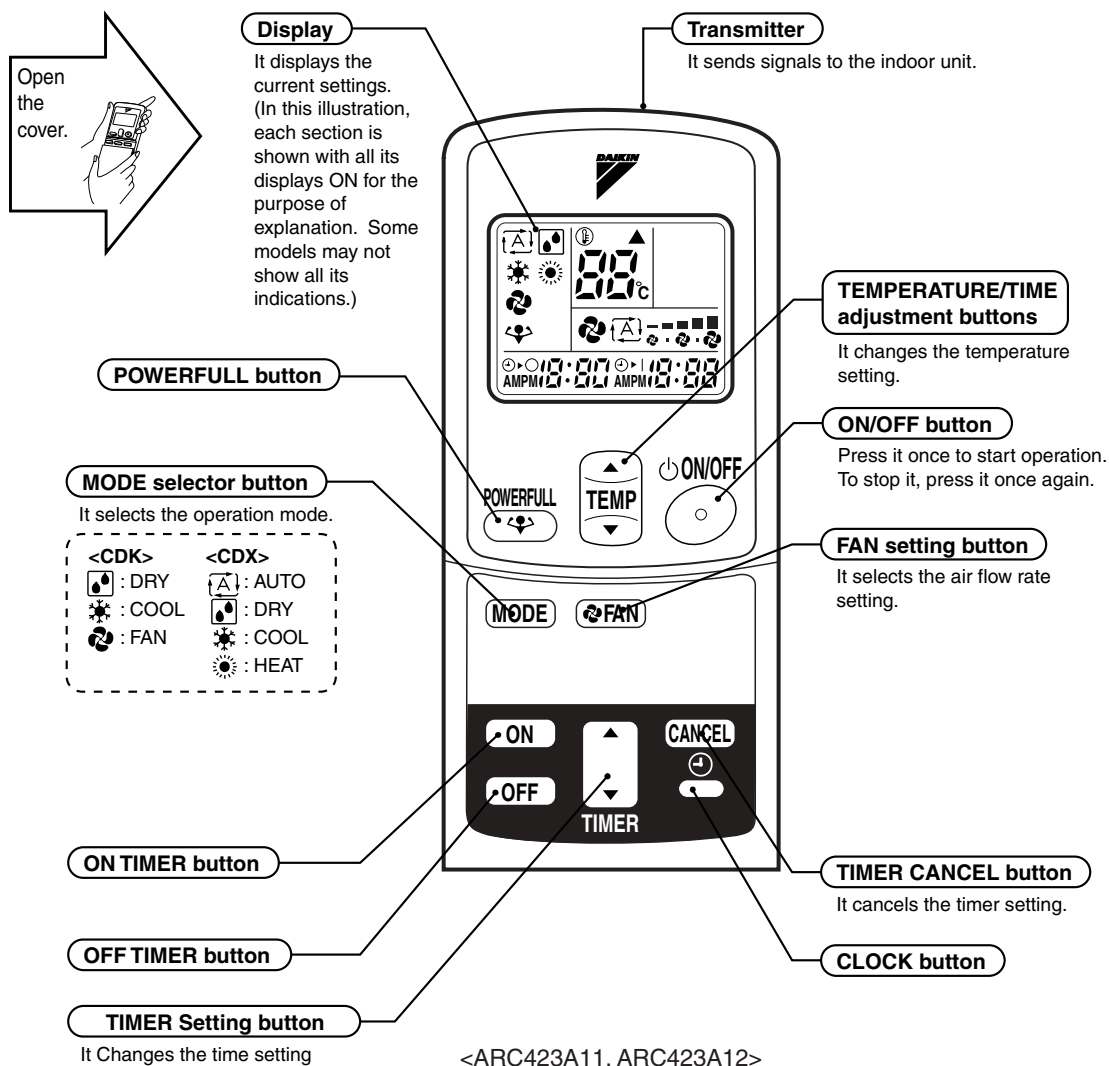 Open
the
cover.
Display
It displays the
current settings.
(In this illustration,
each section is
shown with all its
displays ON for the
purpose of
explanation. Some
models may not
show all its
indications.)
Transmitter
It sends signals to the indoor unit.
DAIKIN
A
88°C
A
AMPM 18:88 AMPM 18:88
TEMPERATURE/TIME
adjustment buttons
It changes the temperature
setting.
POWERFULL button
ON/OFF button
Press it once to start operation.
To stop it, press it once again.
ON/OFF
POWERFULL
TEMP
MODE selector button
It selects the operation mode.
<CDK> <CDX>
: DRY A : AUTO
: COOL : DRY
: FAN : COOL
: HEAT
FAN setting button
It selects the air flow rate
setting.
MODE FAN
ON CANCEL
OFF
TIMER
ON TIMER button
OFF TIMER button
TIMER Setting button
It Changes the time setting
TIMER CANCEL button
It cancels the timer setting.
CLOCK button
<ARC423A11, ARC423A12>